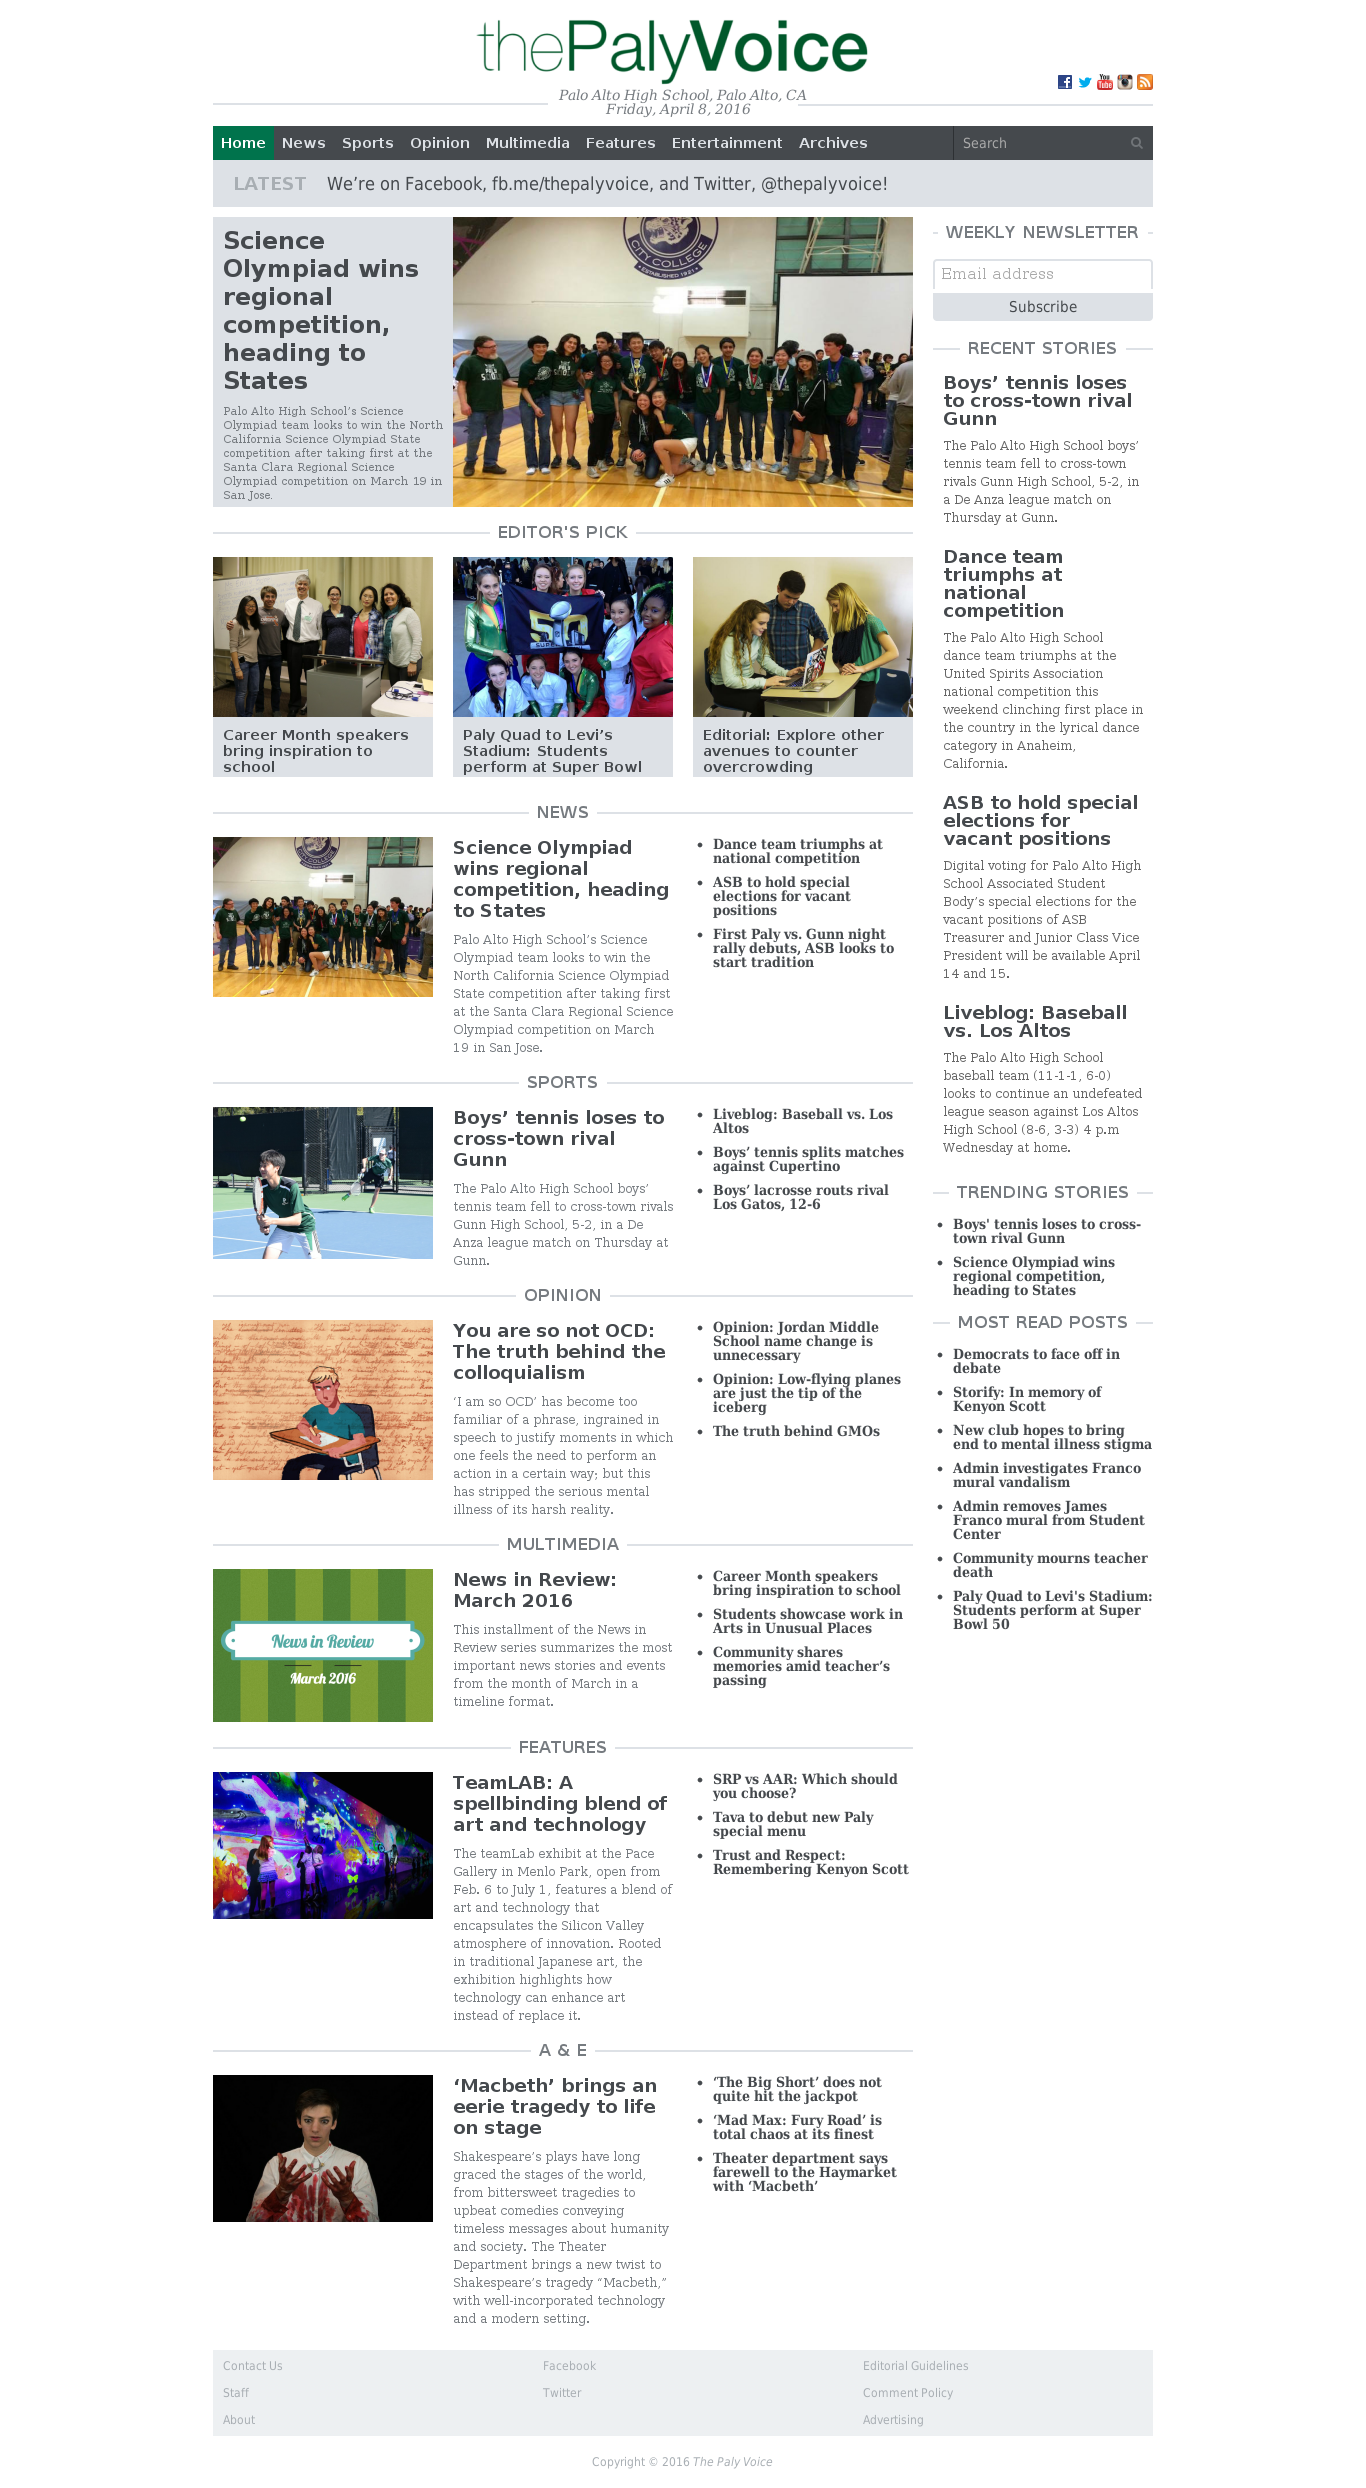 thePalyVoice
Palo Alto High School, Palo Alto, CA
Friday, April 8, 2016
Home News Sports Opinion Multimedia Features Entertainment Archives Search
LATEST We’re on Facebook, fb.me/thepalyvoice, and Twitter, @thepalyvoice!
Science
Olympiad wins
regional
competition,
heading to
States
Palo Alto High School’s Science
Olympiad team looks to win the North
California Science Olympiad State
competition after taking first at the
Santa Clara Regional Science
Olympiad competition on March 19 in
San Jose.
CITY COLLEGE
ESTABLISHED 1921
EDITOR'S PICK
Career Month speakers
bring inspiration to
school
Paly Quad to Levi’s
Stadium: Students
perform at Super Bowl
Editorial: Explore other
avenues to counter
overcrowding
NEWS
Science Olympiad
wins regional
competition, heading
to States
Palo Alto High School’s Science
Olympiad team looks to win the
North California Science Olympiad
State competition after taking first
at the Santa Clara Regional Science
Olympiad competition on March
19 in San Jose.
• Dance team triumphs at
national competition
• ASB to hold special
elections for vacant
positions
• First Paly vs. Gunn night
rally debuts, ASB looks to
start tradition
SPORTS
Boys’ tennis loses to
cross-town rival
Gunn
The Palo Alto High School boys’
tennis team fell to cross-town rivals
Gunn High School, 5-2, in a De
Anza league match on Thursday at
Gunn.
• Liveblog: Baseball vs. Los
Altos
• Boys’ tennis splits matches
against Cupertino
• Boys’ lacrosse routs rival
Los Gatos, 12-6
OPINION
You are so not OCD:
The truth behind the
colloquialism
‘I am so OCD’ has become too
familiar of a phrase, ingrained in
speech to justify moments in which
one feels the need to perform an
action in a certain way; but this
has stripped the serious mental
illness of its harsh reality.
• Opinion: Jordan Middle
School name change is
unnecessary
• Opinion: Low-flying planes
are just the tip of the
iceberg
• The truth behind GMOs
MULTIMEDIA
News in Review
March 2016
News in Review:
March 2016
This installment of the News in
Review series summarizes the most
important news stories and events
from the month of March in a
timeline format.
• Career Month speakers
bring inspiration to school
• Students showcase work in
Arts in Unusual Places
• Community shares
memories amid teacher’s
passing
FEATURES
TeamLAB: A
spellbinding blend of
art and technology
The teamLab exhibit at the Pace
Gallery in Menlo Park, open from
Feb. 6 to July 1, features a blend of
art and technology that
encapsulates the Silicon Valley
atmosphere of innovation. Rooted
in traditional Japanese art, the
exhibition highlights how
technology can enhance art
instead of replace it.
• SRP vs AAR: Which should
you choose?
• Tava to debut new Paly
special menu
• Trust and Respect:
Remembering Kenyon Scott
A & E
‘Macbeth’ brings an
eerie tragedy to life
on stage
Shakespeare’s plays have long
graced the stages of the world,
from bittersweet tragedies to
upbeat comedies conveying
timeless messages about humanity
and society. The Theater
Department brings a new twist to
Shakespeare’s tragedy “Macbeth,”
with well-incorporated technology
and a modern setting.
• ‘The Big Short’ does not
quite hit the jackpot
• ‘Mad Max: Fury Road’ is
total chaos at its finest
• Theater department says
farewell to the Haymarket
with ‘Macbeth’
WEEKLY NEWSLETTER
Email address
Subscribe
RECENT STORIES
Boys’ tennis loses
to cross-town rival
Gunn
The Palo Alto High School boys’
tennis team fell to cross-town
rivals Gunn High School, 5-2, in
a De Anza league match on
Thursday at Gunn.
Dance team
triumphs at
national
competition
The Palo Alto High School
dance team triumphs at the
United Spirits Association
national competition this
weekend clinching first place in
the country in the lyrical dance
category in Anaheim,
California.
ASB to hold special
elections for
vacant positions
Digital voting for Palo Alto High
School Associated Student
Body’s special elections for the
vacant positions of ASB
Treasurer and Junior Class Vice
President will be available April
14 and 15.
Liveblog: Baseball
vs. Los Altos
The Palo Alto High School
baseball team (11-1-1, 6-0)
looks to continue an undefeated
league season against Los Altos
High School (8-6, 3-3) 4 p.m
Wednesday at home.
TRENDING STORIES
• Boys' tennis loses to cross-
town rival Gunn
• Science Olympiad wins
regional competition,
heading to States
MOST READ POSTS
• Democrats to face off in
debate
• Storify: In memory of
Kenyon Scott
• New club hopes to bring
end to mental illness stigma
• Admin investigates Franco
mural vandalism
• Admin removes James
Franco mural from Student
Center
• Community mourns teacher
death
• Paly Quad to Levi's Stadium:
Students perform at Super
Bowl 50
Contact Us Facebook Editorial Guidelines
Staff Twitter Comment Policy
About Advertising
Copyright © 2016 The Paly Voice